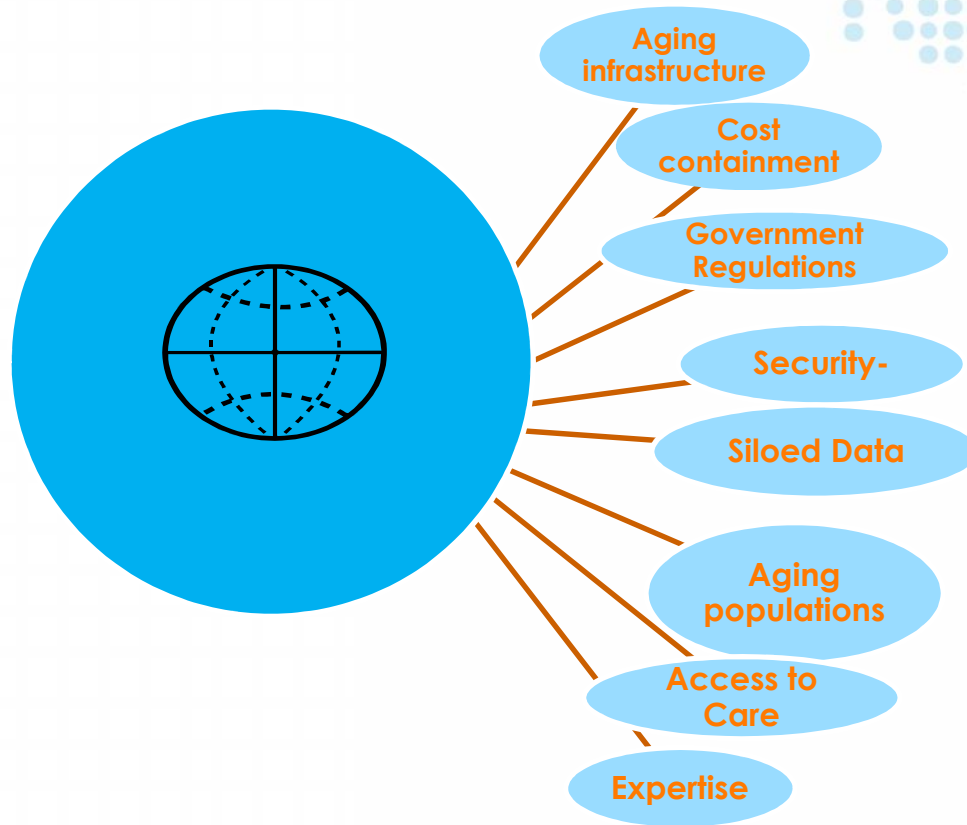 Aging
infrastructure
Cost
containment
Government
Regulations
Security-
Siloed Data
Aging
populations
Access to
Care
Expertise